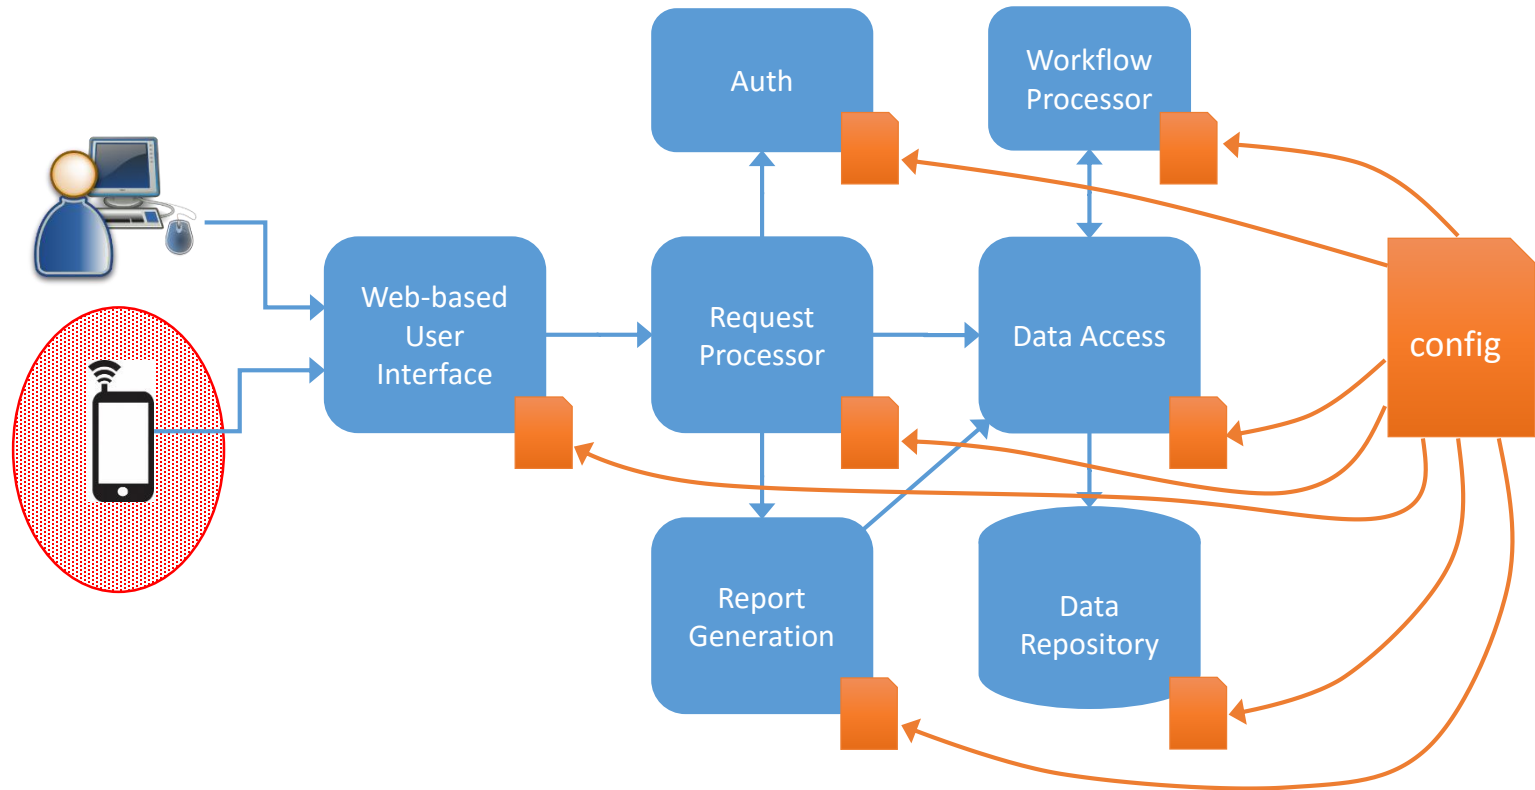 Auth
Workflow
Processor
Web-based
User
Interface
Request
Processor
Data Access
config
Report
Generation
Data
Repository